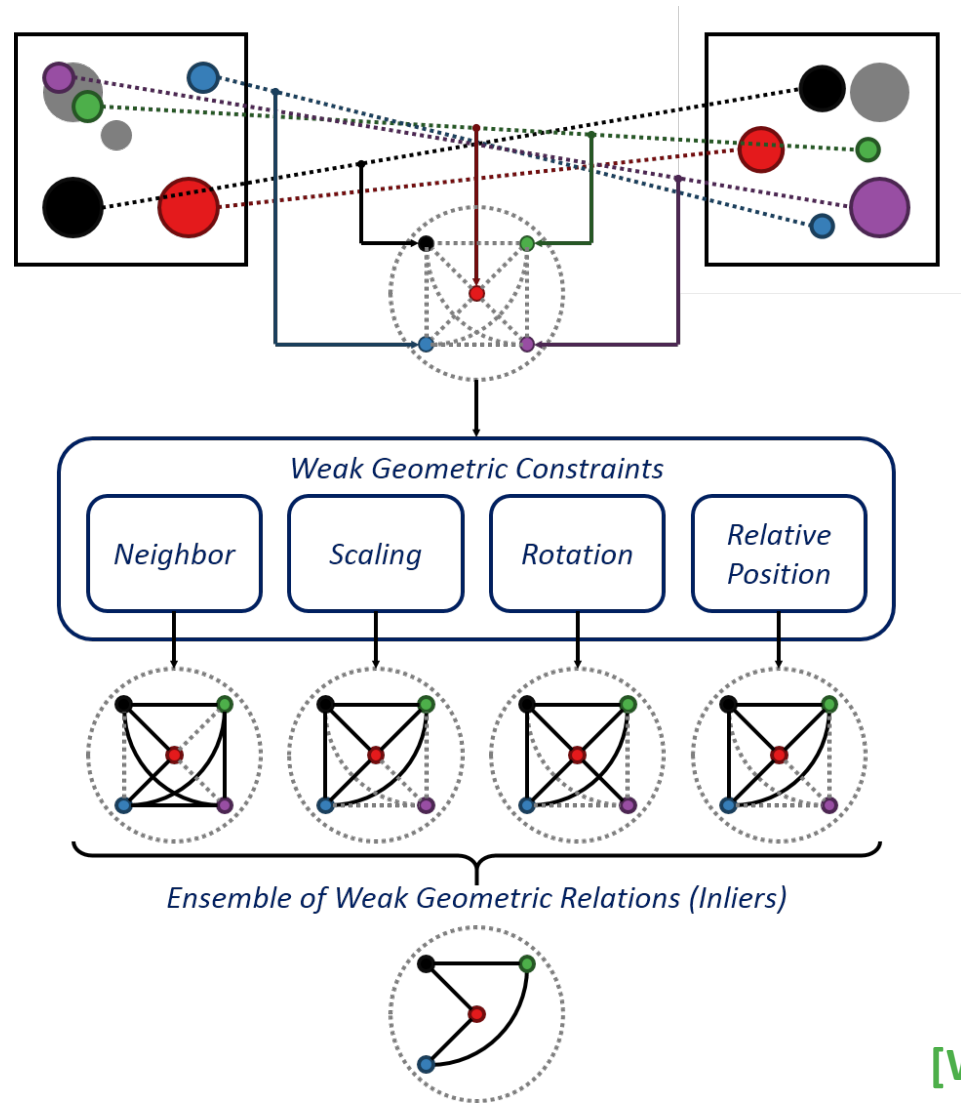 Weak Geometric Constraints
Neighbor
Scaling
Rotation
Relative
Position
Ensemble of Weak Geometric Relations (Inliers)